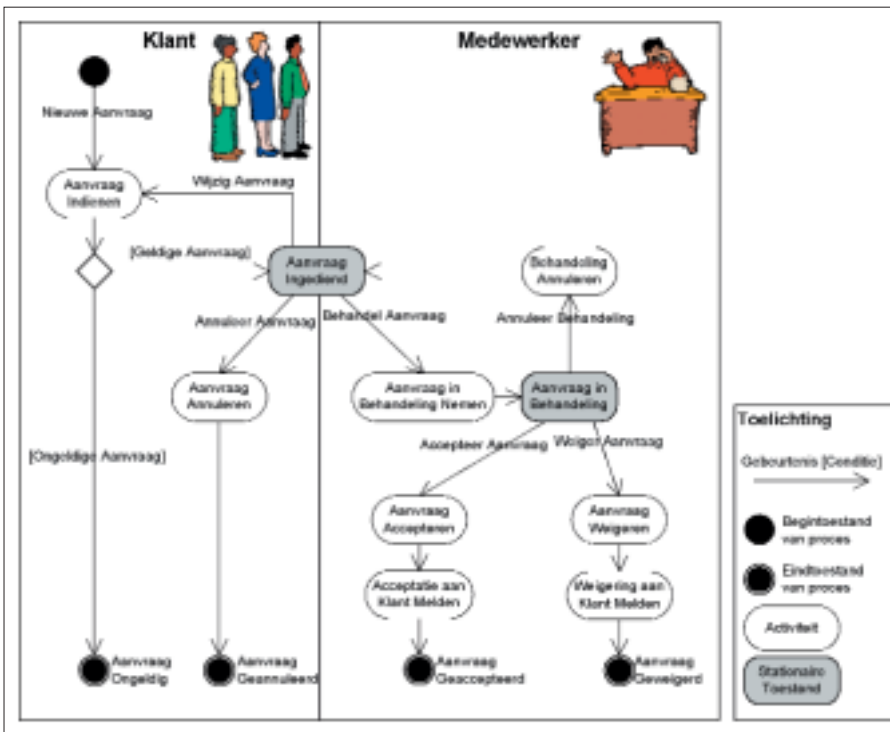 Klant
Medewerker
Nieuwe Aanvraag
Aanvraag
Indienen
Wijzig Aanvraag
[Geldige Aanvraag]
Aanvraag
Ingediend
Behandeling
Annuleren
Annuleer Aanvraag
Behandel Aanvraag
Annuleer Behandeling
Aanvraag
Annuleren
Aanvraag in
Behandeling Nemen
Aanvraag in
Behandeling
[Ongeldige Aanvraag]
Accepteer Aanvraag
Weiger Aanvraag
Aanvraag
Accepteren
Aanvraag
Weigeren
Acceptatie aan
Klant Melden
Weigering aan
Klant Melden
Aanvraag
Ongeldig
Aanvraag
Geannuleerd
Aanvraag
Geaccepteerd
Aanvraag
Geweigerd
Toelichting
Gebeurtenis [Conditie]
Begintoestand
van proces
Eindtoestand
van proces
Activiteit
Stationaire
Toestand